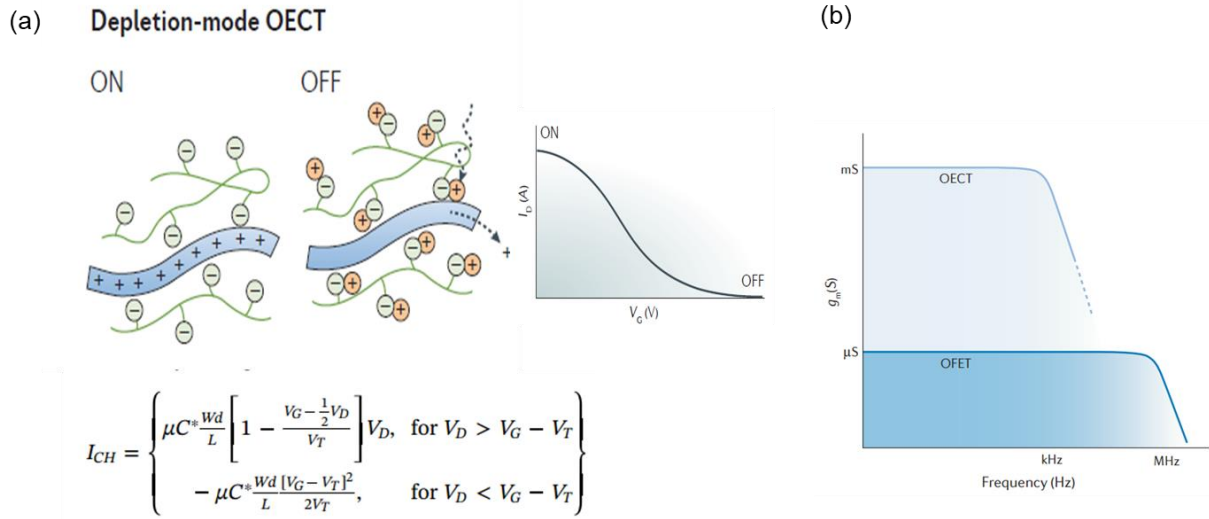 (a)
Depletion-mode OECT
ON
OFF
ON
I_D (A)
OFF
V_G (V)
I_{CH} = { μC* Wd/L [1 − (V_G − ½V_D)/V_T] V_D, for V_D > V_G − V_T
− μC* Wd/L [V_G − V_T]²/2V_T, for V_D < V_G − V_T }
(b)
mS
OECT
g_m(S)
μS
OFET
kHz
MHz
Frequency (Hz)